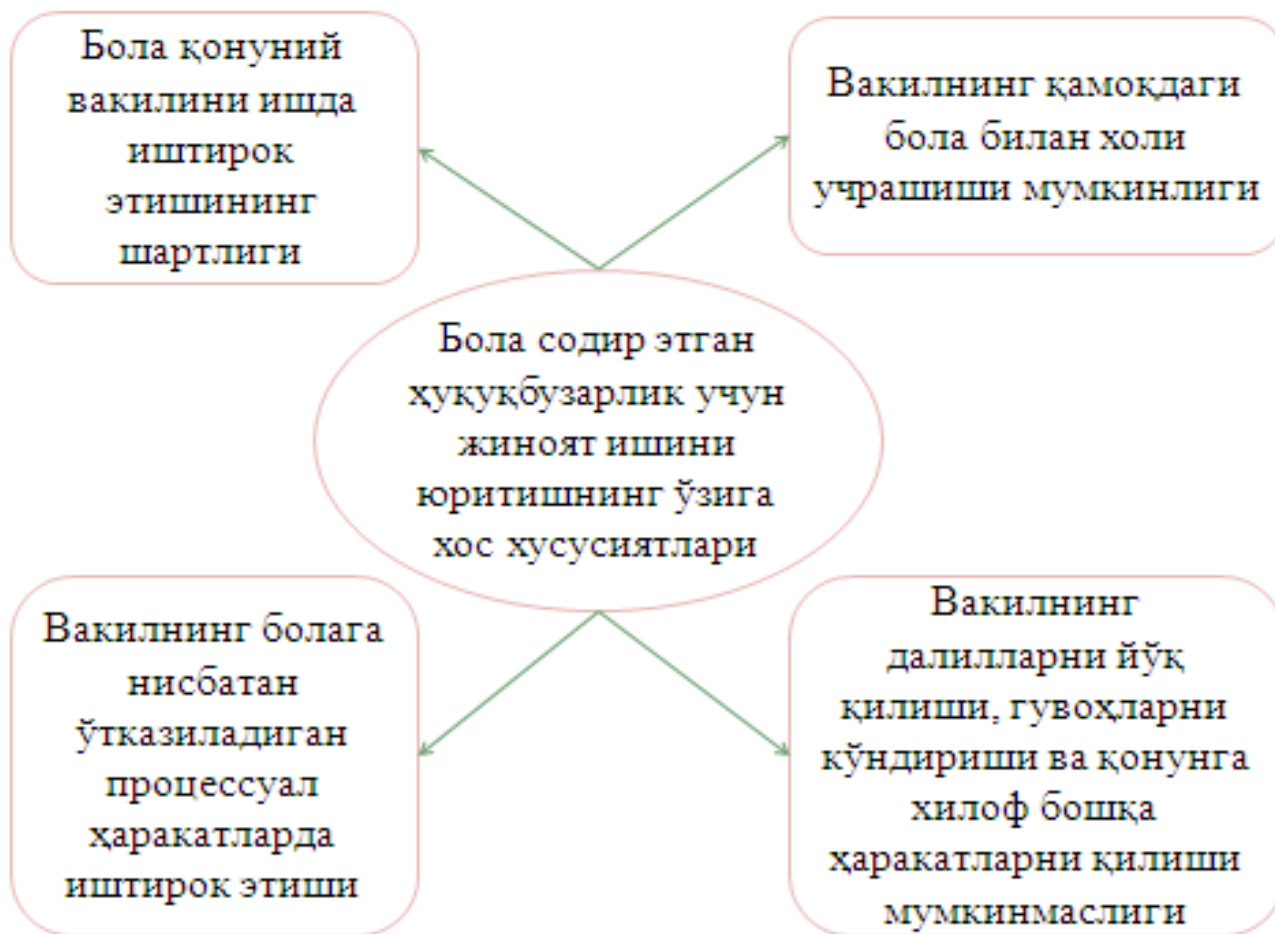 Бола қонуний
вакилини ишда
иштирок
этишининг
шартлиги
Вакилнинг қамоқдаги
бола билан холи
учрашиши мумкинлиги
Бола содир этган
ҳуқуқбузарлик учун
жиноят ишини
юритишнинг ўзига
хос хусусиятлари
Вакилнинг болага
нисбатан
ўтказиладиган
процессуал
ҳаракатларда
иштирок этиши
Вакилнинг
далилларни йўқ
қилиши, гувоҳларни
кўндириши ва қонунга
хилоф бошқа
ҳаракатларни қилиши
мумкинмаслиги